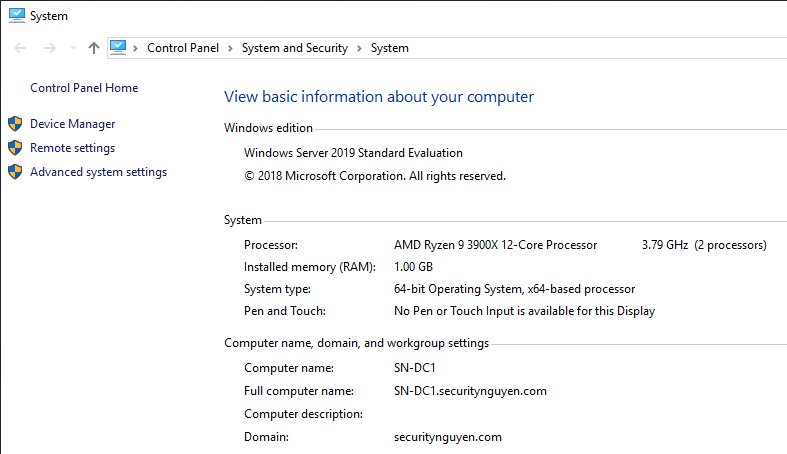 System
Control Panel > System and Security > System
Control Panel Home
Device Manager
Remote settings
Advanced system settings
View basic information about your computer
Windows edition
Windows Server 2019 Standard Evaluation
© 2018 Microsoft Corporation. All rights reserved.
System
Processor: AMD Ryzen 9 3900X 12-Core Processor 3.79 GHz (2 processors)
Installed memory (RAM): 1.00 GB
System type: 64-bit Operating System, x64-based processor
Pen and Touch: No Pen or Touch Input is available for this Display
Computer name, domain, and workgroup settings
Computer name: SN-DC1
Full computer name: SN-DC1.securitynguyen.com
Computer description:
Domain: securitynguyen.com